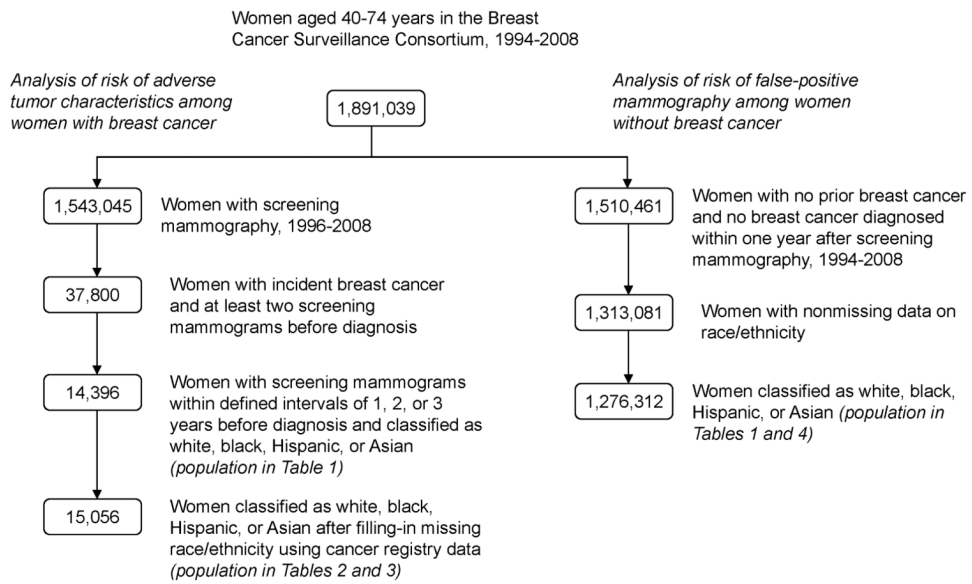 Women aged 40-74 years in the Breast
Cancer Surveillance Consortium, 1994-2008
Analysis of risk of adverse
tumor characteristics among
women with breast cancer
1,891,039
Analysis of risk of false-positive
mammography among women
without breast cancer
1,543,045
Women with screening
mammography, 1996-2008
37,800
Women with incident breast cancer
and at least two screening
mammograms before diagnosis
14,396
Women with screening mammograms
within defined intervals of 1, 2, or 3
years before diagnosis and classified as
white, black, Hispanic, or Asian
(population in Table 1)
15,056
Women classified as white, black,
Hispanic, or Asian after filling-in missing
race/ethnicity using cancer registry data
(population in Tables 2 and 3)
1,510,461
Women with no prior breast cancer
and no breast cancer diagnosed
within one year after screening
mammography, 1994-2008
1,313,081
Women with nonmissing data on
race/ethnicity
1,276,312
Women classified as white, black,
Hispanic, or Asian (population in
Tables 1 and 4)